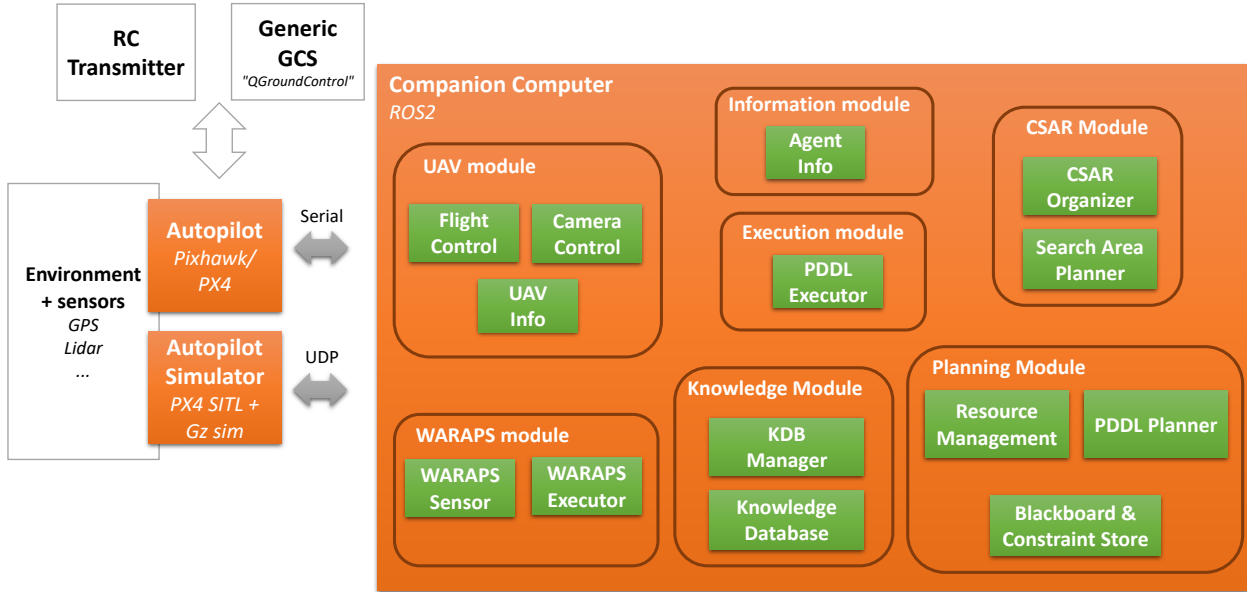 RC
Transmitter
Generic
GCS
"QGroundControl"
Environment
+ sensors
GPS
Lidar
...
Autopilot
Pixhawk/
PX4
Autopilot
Simulator
PX4 SITL +
Gz sim
Serial
UDP
Companion Computer
ROS2
UAV module
Flight
Control
Camera
Control
UAV
Info
WARAPS module
WARAPS
Sensor
WARAPS
Executor
Information module
Agent
Info
Execution module
PDDL
Executor
Knowledge Module
KDB
Manager
Knowledge
Database
CSAR Module
CSAR
Organizer
Search Area
Planner
Planning Module
Resource
Management
PDDL Planner
Blackboard &
Constraint Store